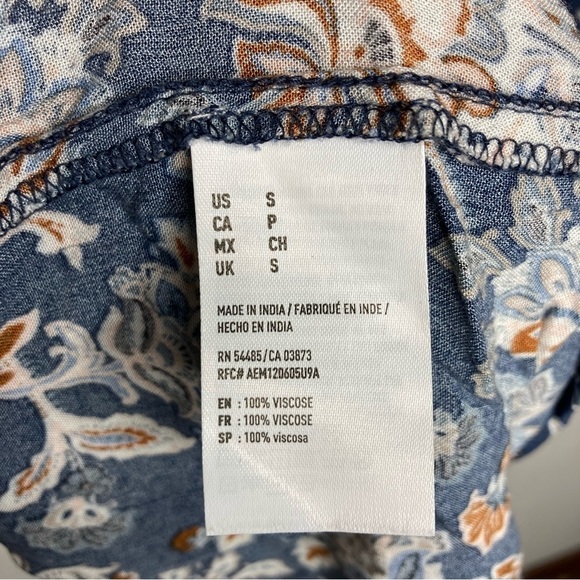 US S
CA P
MX CH
UK S
MADE IN INDIA / FABRIQUÉ EN INDE /
HECHO EN INDIA
RN 54485/CA 03873
RFC# AEM120605U9A
EN : 100% VISCOSE
FR : 100% VISCOSE
SP : 100% viscosa